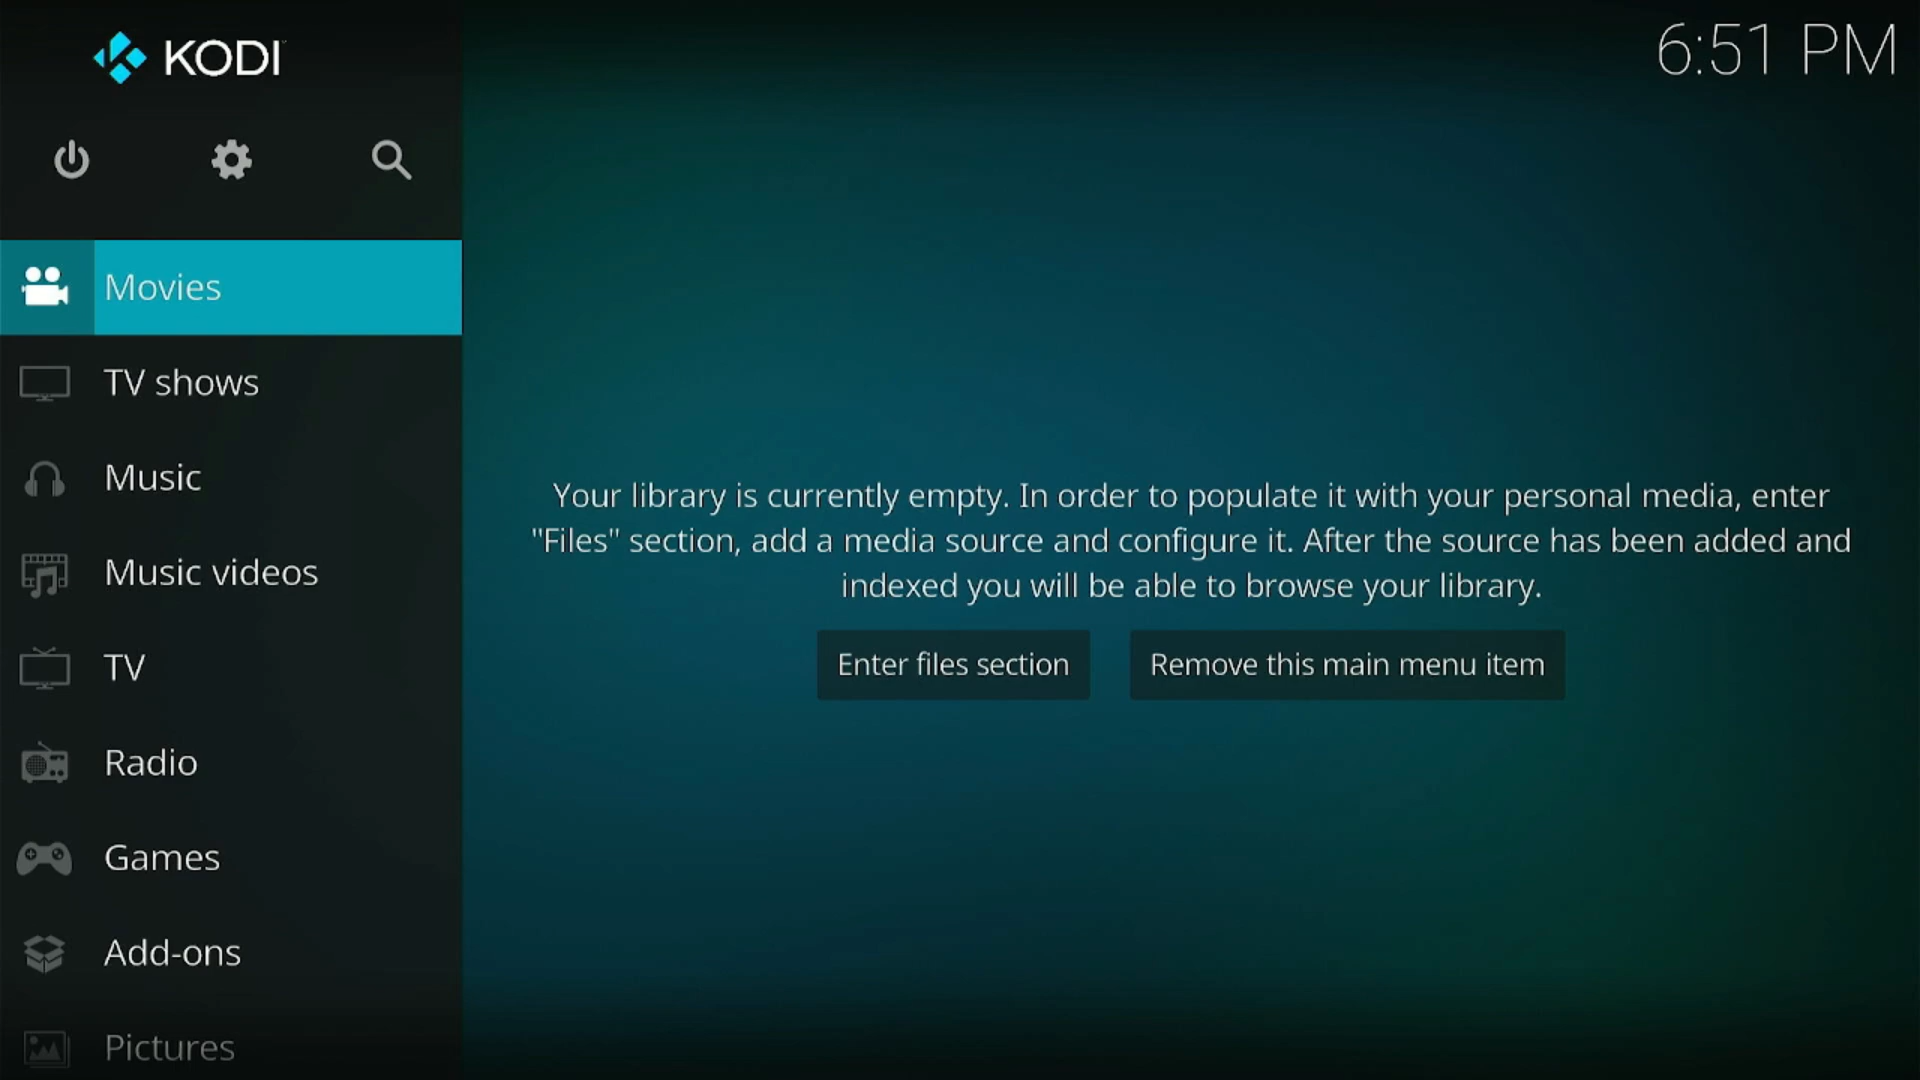 KODI
6:51 PM
Movies
TV shows
Music
Music videos
TV
Radio
Games
Add-ons
Pictures
Your library is currently empty. In order to populate it with your personal media, enter
"Files" section, add a media source and configure it. After the source has been added and
indexed you will be able to browse your library.
Enter files section
Remove this main menu item